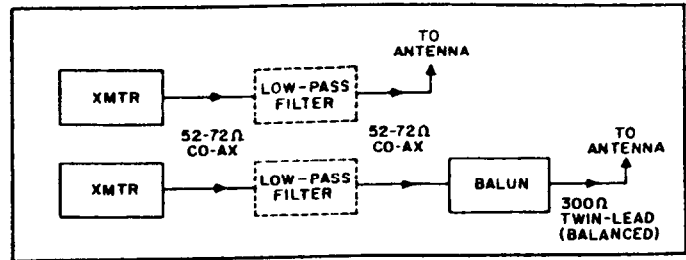 TO
ANTENNA
XMTR
LOW-PASS
FILTER
52-72Ω
CO-AX
52-72Ω
CO-AX
TO
ANTENNA
XMTR
LOW-PASS
FILTER
BALUN
300Ω
TWIN-LEAD
(BALANCED)